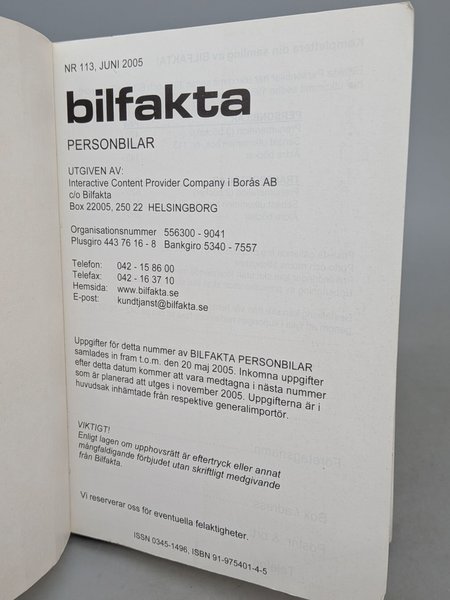 NR 113, JUNI 2005
bilfakta
PERSONBILAR
UTGIVEN AV:
Interactive Content Provider Company i Borås AB
c/o Bilfakta
Box 22005, 250 22 HELSINGBORG
Organisationsnummer 556300 - 9041
Plusgiro 443 76 16 - 8 Bankgiro 5340 - 7557
Telefon: 042 - 15 86 00
Telefax: 042 - 16 37 10
Hemsida: www.bilfakta.se
E-post: kundtjanst@bilfakta.se
Uppgifter för detta nummer av BILFAKTA PERSONBILAR
samlades in fram t.o.m. den 20 maj 2005. Inkomna uppgifter
efter detta datum kommer att vara medtagna i nästa nummer
som är planerad att utges i november 2005. Uppgifterna är i
huvudsak inhämtade från respektive generalimportör.
VIKTIGT!
Enligt lagen om upphovsrätt är eftertryck eller annat
mångfaldigande förbjudet utan skriftligt medgivande
från Bilfakta.
Vi reserverar oss för eventuella felaktigheter.
ISSN 0345-1496, ISBN 91-975401-4-5